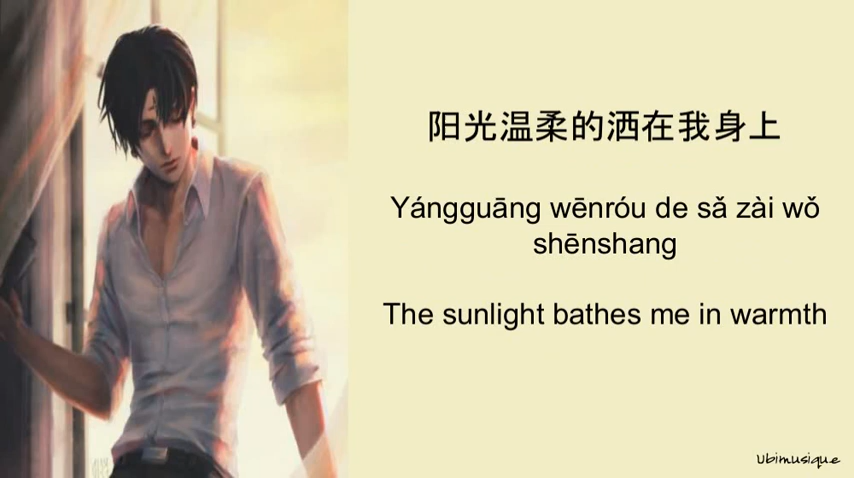 阳光温柔的洒在我身上
Yángguāng wēnróu de sǎ zài wǒ
shēnshang
The sunlight bathes me in warmth
Ubimusique